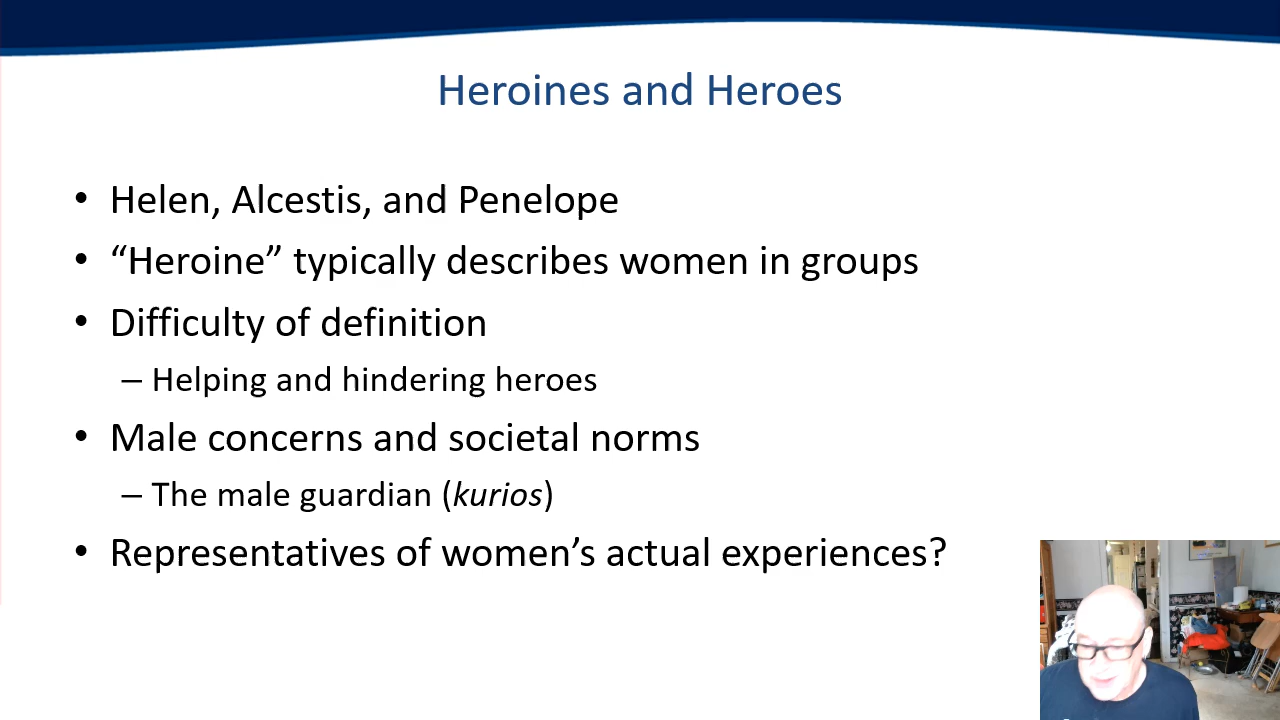 Heroines and Heroes
• Helen, Alcestis, and Penelope
• “Heroine” typically describes women in groups
• Difficulty of definition
– Helping and hindering heroes
• Male concerns and societal norms
– The male guardian (kurios)
• Representatives of women’s actual experiences?